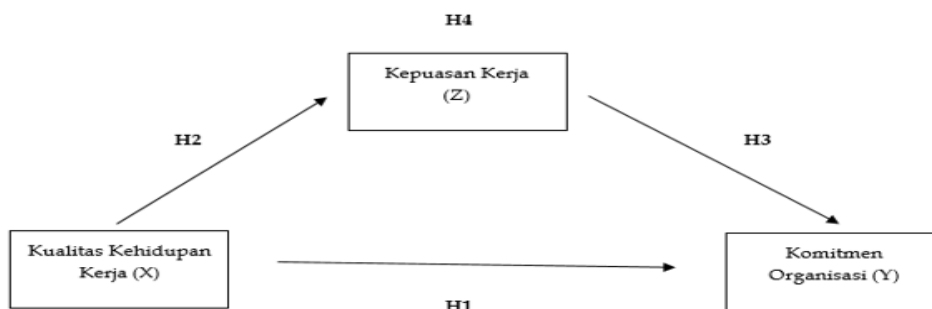 H4
Kepuasan Kerja
(Z)
H2
H3
Kualitas Kehidupan
Kerja (X)
Komitmen
Organisasi (Y)
H1